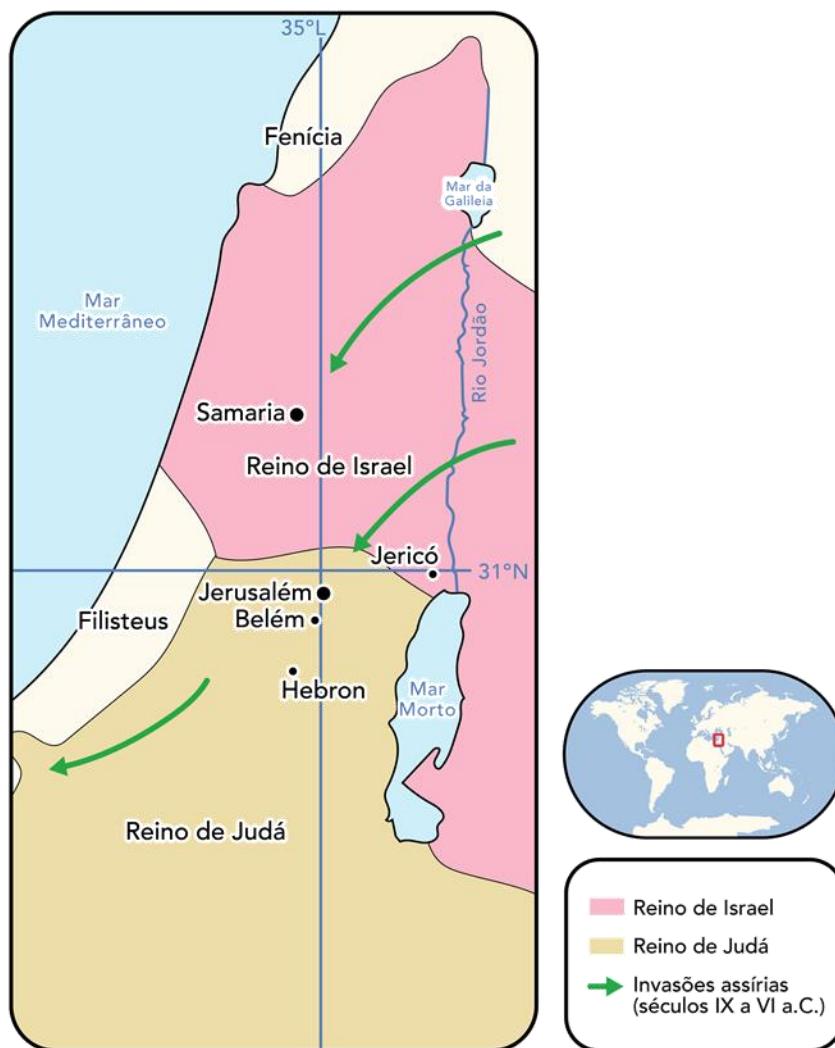 35°L
Fenícia
Mar da
Galileia
Mar
Mediterrâneo
Rio Jordão
Samaria
Reino de Israel
Jericó
31°N
Jerusalém
Belém
Filisteus
Hebron
Mar
Morto
Reino de Judá
Reino de Israel
Reino de Judá
Invasões assírias
(séculos IX a VI a.C.)